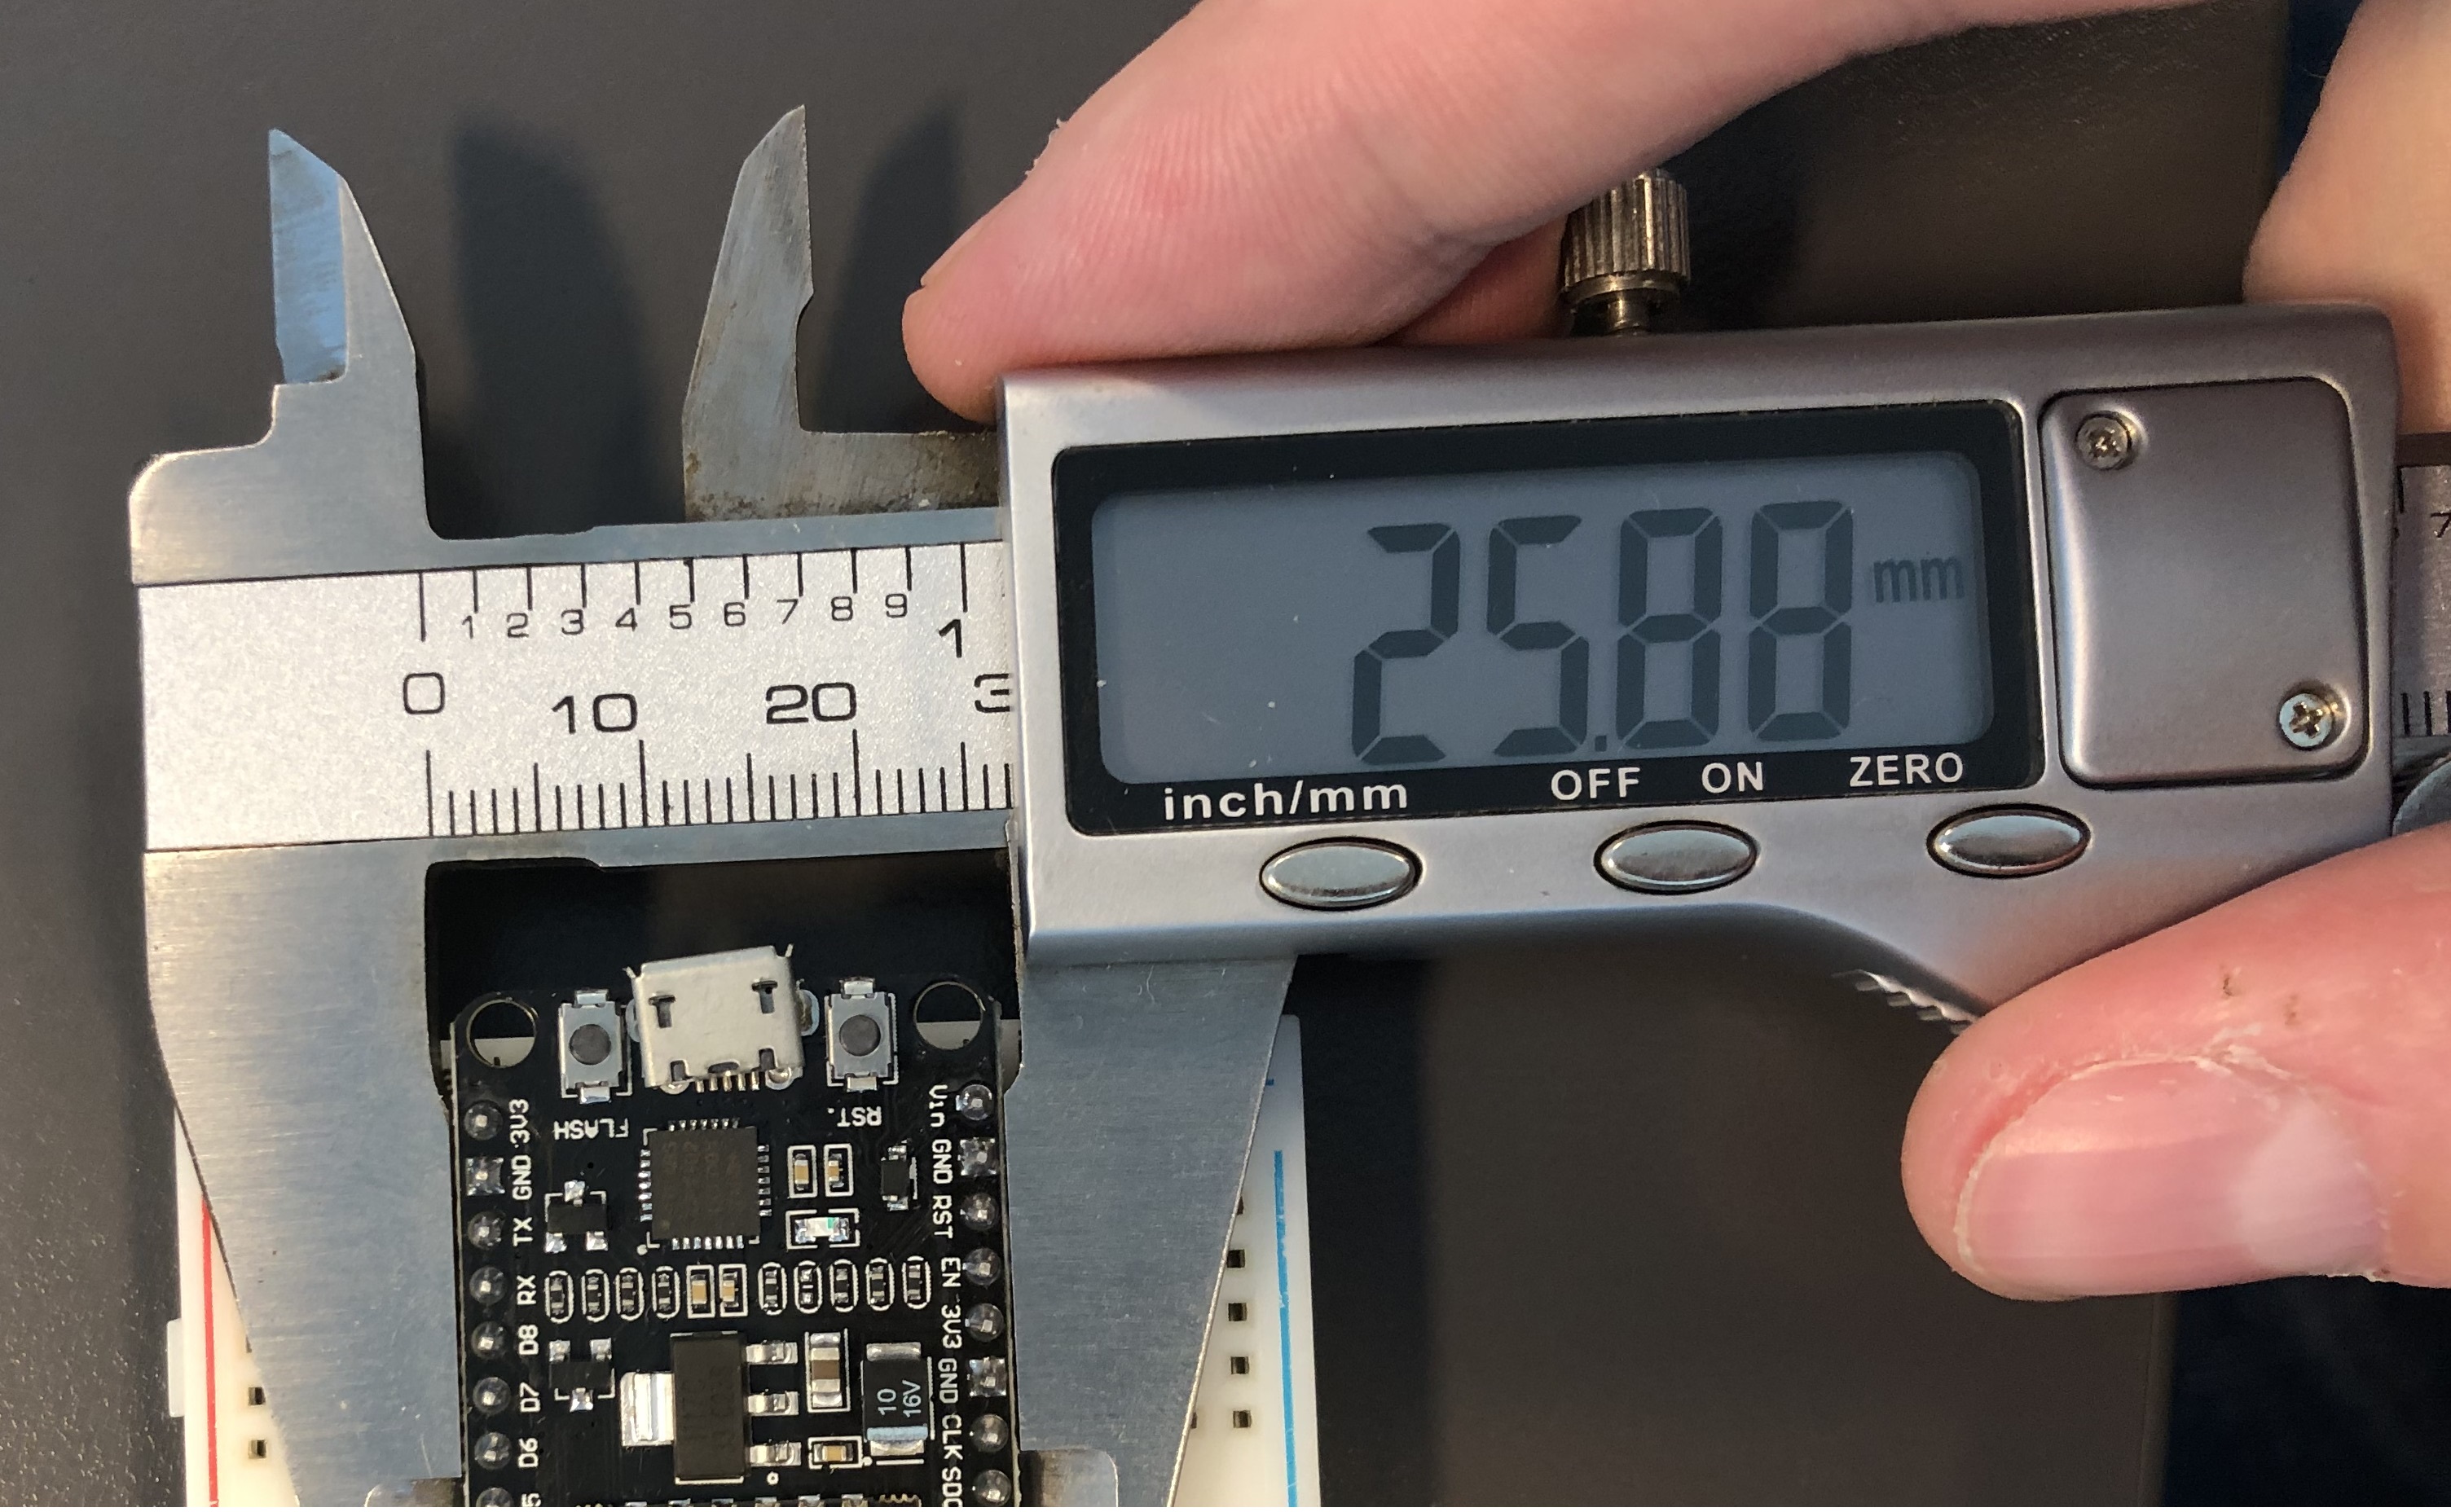 1 2 3 4 5 6 7 8 9 1
0 10 20 3
25.88 mm
inch/mm OFF ON ZERO
7
FLASH
RST.
3V3
GND
TX
RX
D8
D7
D6
Vin
GND
RST
EN
3V3
GND
CLK
10
16V